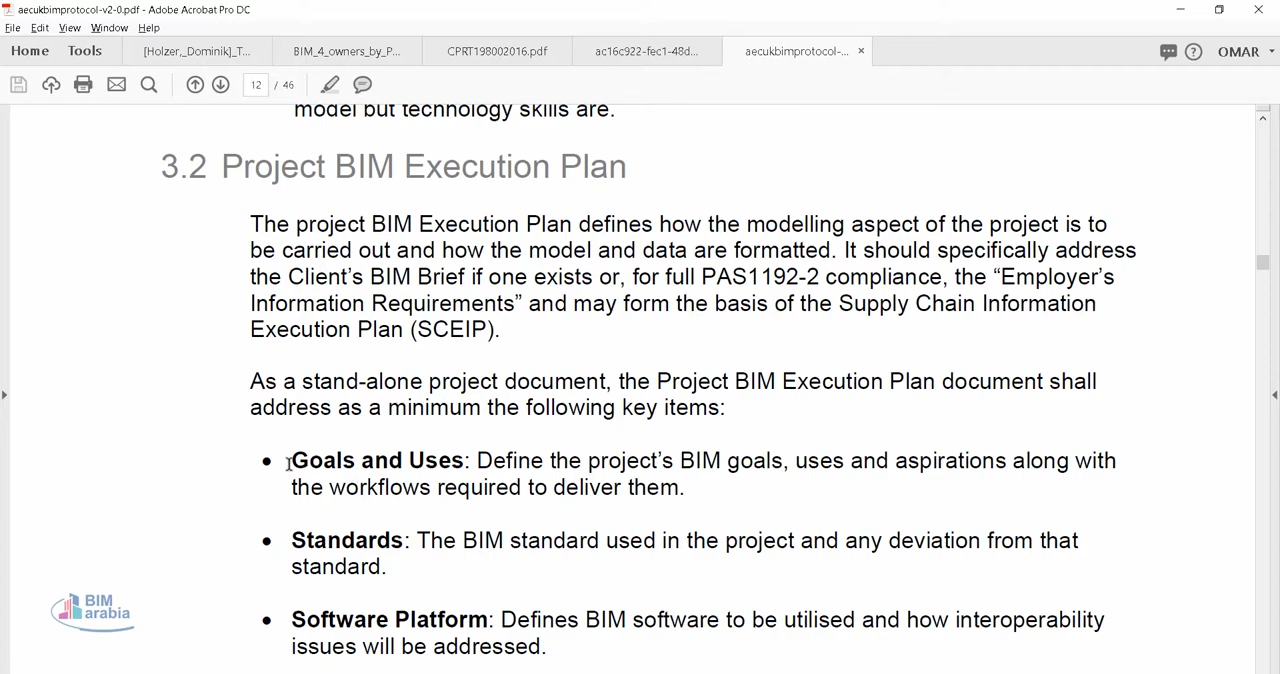 aecukbimprotocol-v2-0.pdf - Adobe Acrobat Pro DC
File Edit View Window Help
Home Tools [Holzer,_Dominik]_T... BIM_4_owners_by_P... CPRT198002016.pdf ac16c922-fec1-48d... aecukbimprotocol-... × OMAR
12 / 46
model but technology skills are.
3.2 Project BIM Execution Plan
The project BIM Execution Plan defines how the modelling aspect of the project is to
be carried out and how the model and data are formatted. It should specifically address
the Client’s BIM Brief if one exists or, for full PAS1192-2 compliance, the “Employer’s
Information Requirements” and may form the basis of the Supply Chain Information
Execution Plan (SCEIP).
As a stand-alone project document, the Project BIM Execution Plan document shall
address as a minimum the following key items:
• Goals and Uses: Define the project’s BIM goals, uses and aspirations along with
the workflows required to deliver them.
• Standards: The BIM standard used in the project and any deviation from that
standard.
• Software Platform: Defines BIM software to be utilised and how interoperability
issues will be addressed.
BIM
arabia